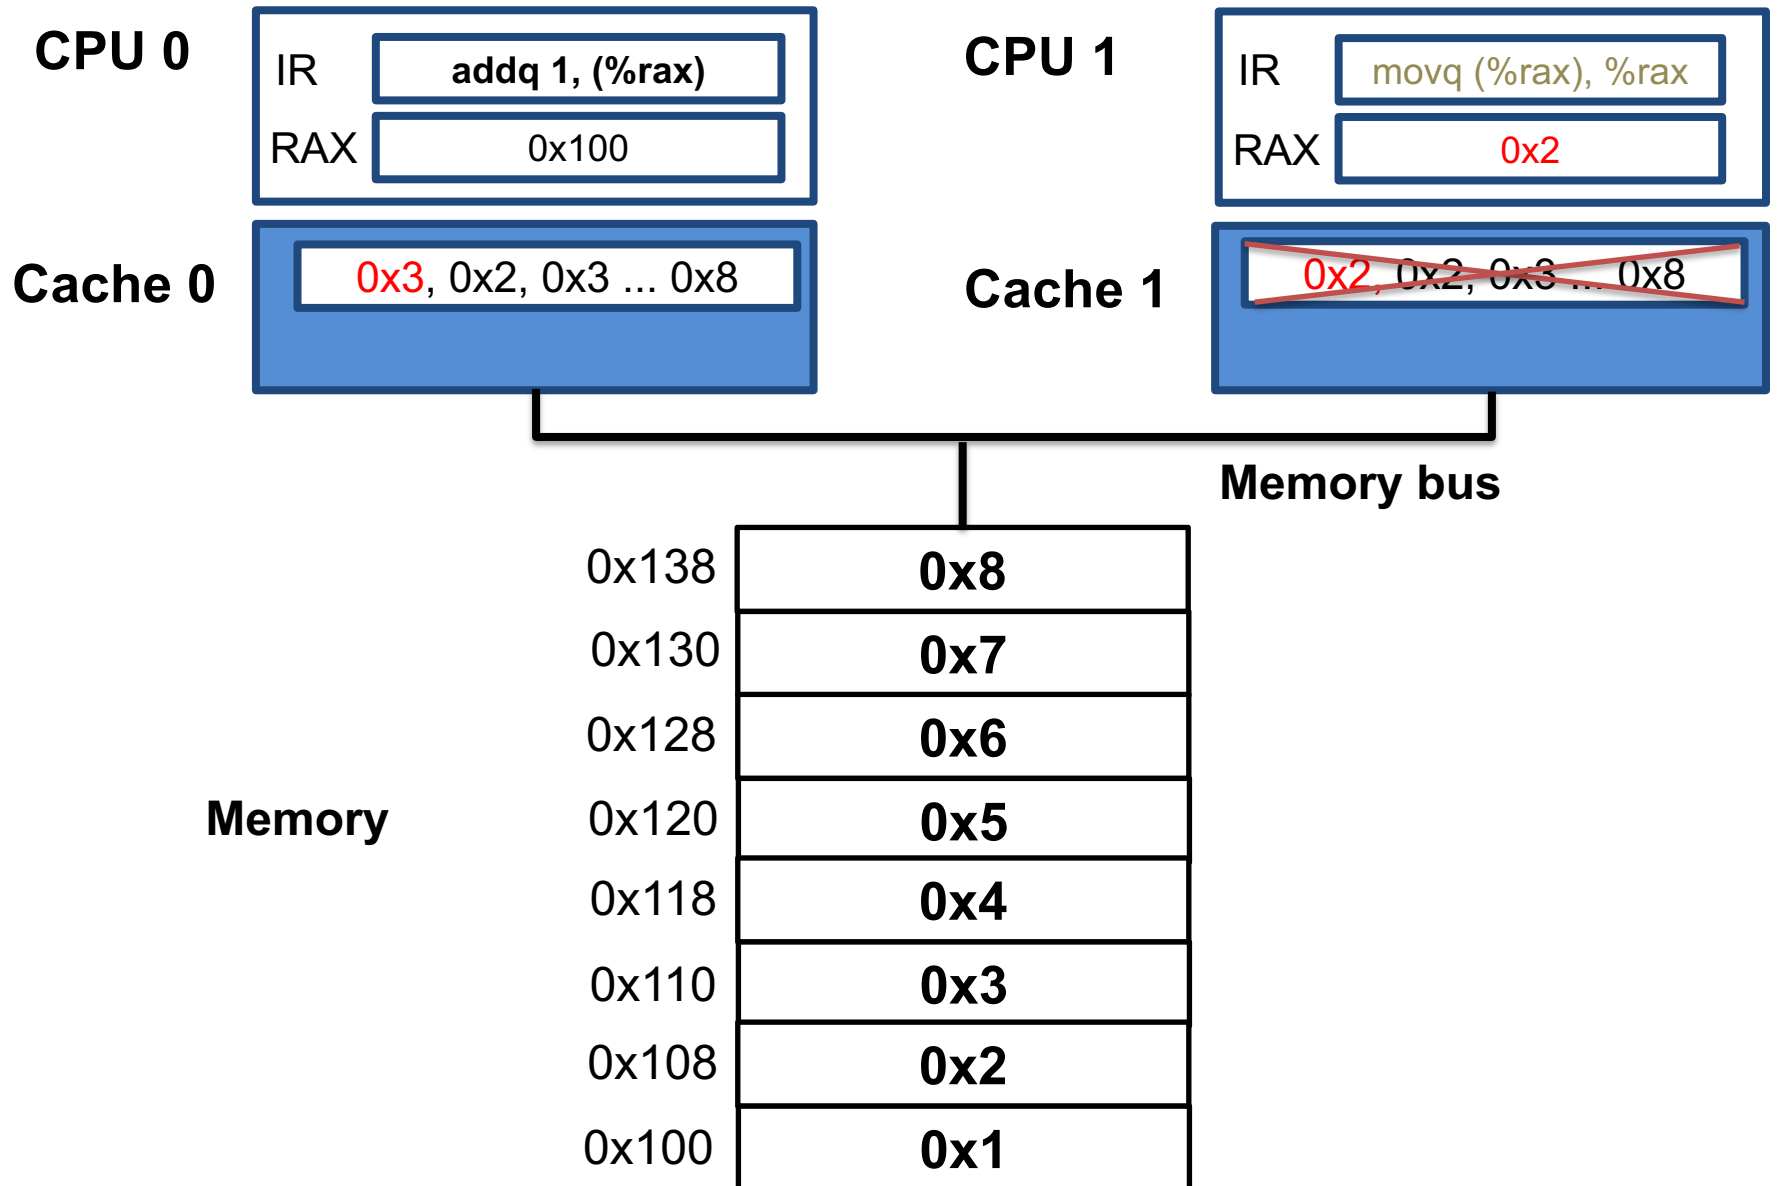 CPU 0
IR
addq 1, (%rax)
RAX
0x100
CPU 1
IR
movq (%rax), %rax
RAX
0x2
Cache 0
0x3, 0x2, 0x3 ... 0x8
Cache 1
0x2, 0x2, 0x3 ... 0x8
Memory bus
Memory
0x138
0x8
0x130
0x7
0x128
0x6
0x120
0x5
0x118
0x4
0x110
0x3
0x108
0x2
0x100
0x1